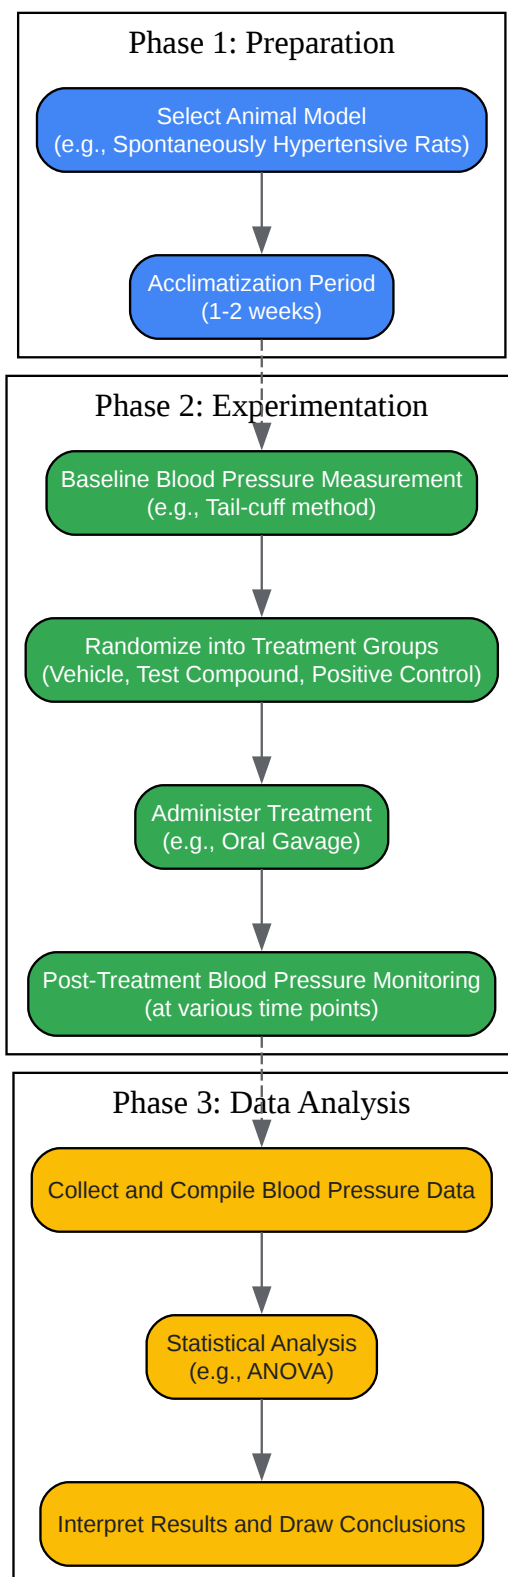 Phase 1: Preparation
Select Animal Model
(e.g., Spontaneously Hypertensive Rats)
Acclimatization Period
(1-2 weeks)
Phase 2: Experimentation
Baseline Blood Pressure Measurement
(e.g., Tail-cuff method)
Randomize into Treatment Groups
(Vehicle, Test Compound, Positive Control)
Administer Treatment
(e.g., Oral Gavage)
Post-Treatment Blood Pressure Monitoring
(at various time points)
Phase 3: Data Analysis
Collect and Compile Blood Pressure Data
Statistical Analysis
(e.g., ANOVA)
Interpret Results and Draw Conclusions